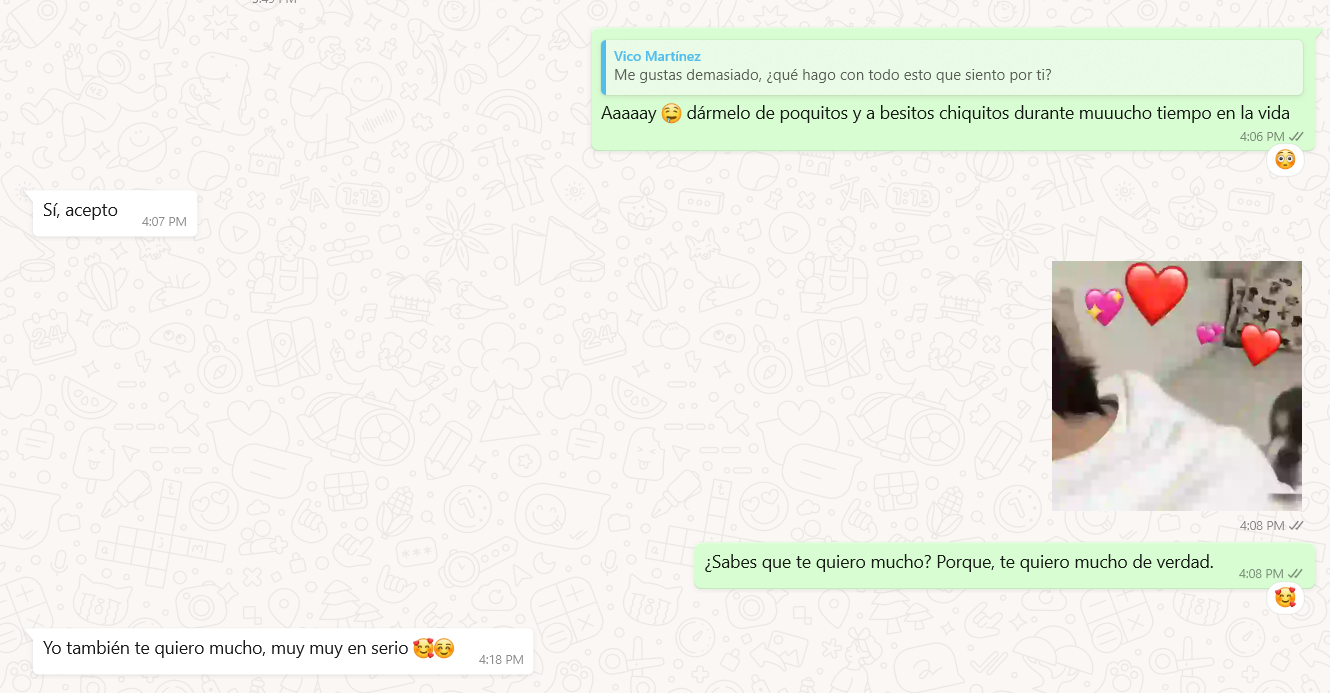 Vico Martínez
Me gustas demasiado, ¿qué hago con todo esto que siento por ti?
Aaaaay 🤤 dármelo de poquitos y a besitos chiquitos durante muuucho tiempo en la vida
4:06 PM
Sí, acepto
4:07 PM
4:08 PM
¿Sabes que te quiero mucho? Porque, te quiero mucho de verdad.
4:08 PM
Yo también te quiero mucho, muy muy en serio 🥰☺️
4:18 PM